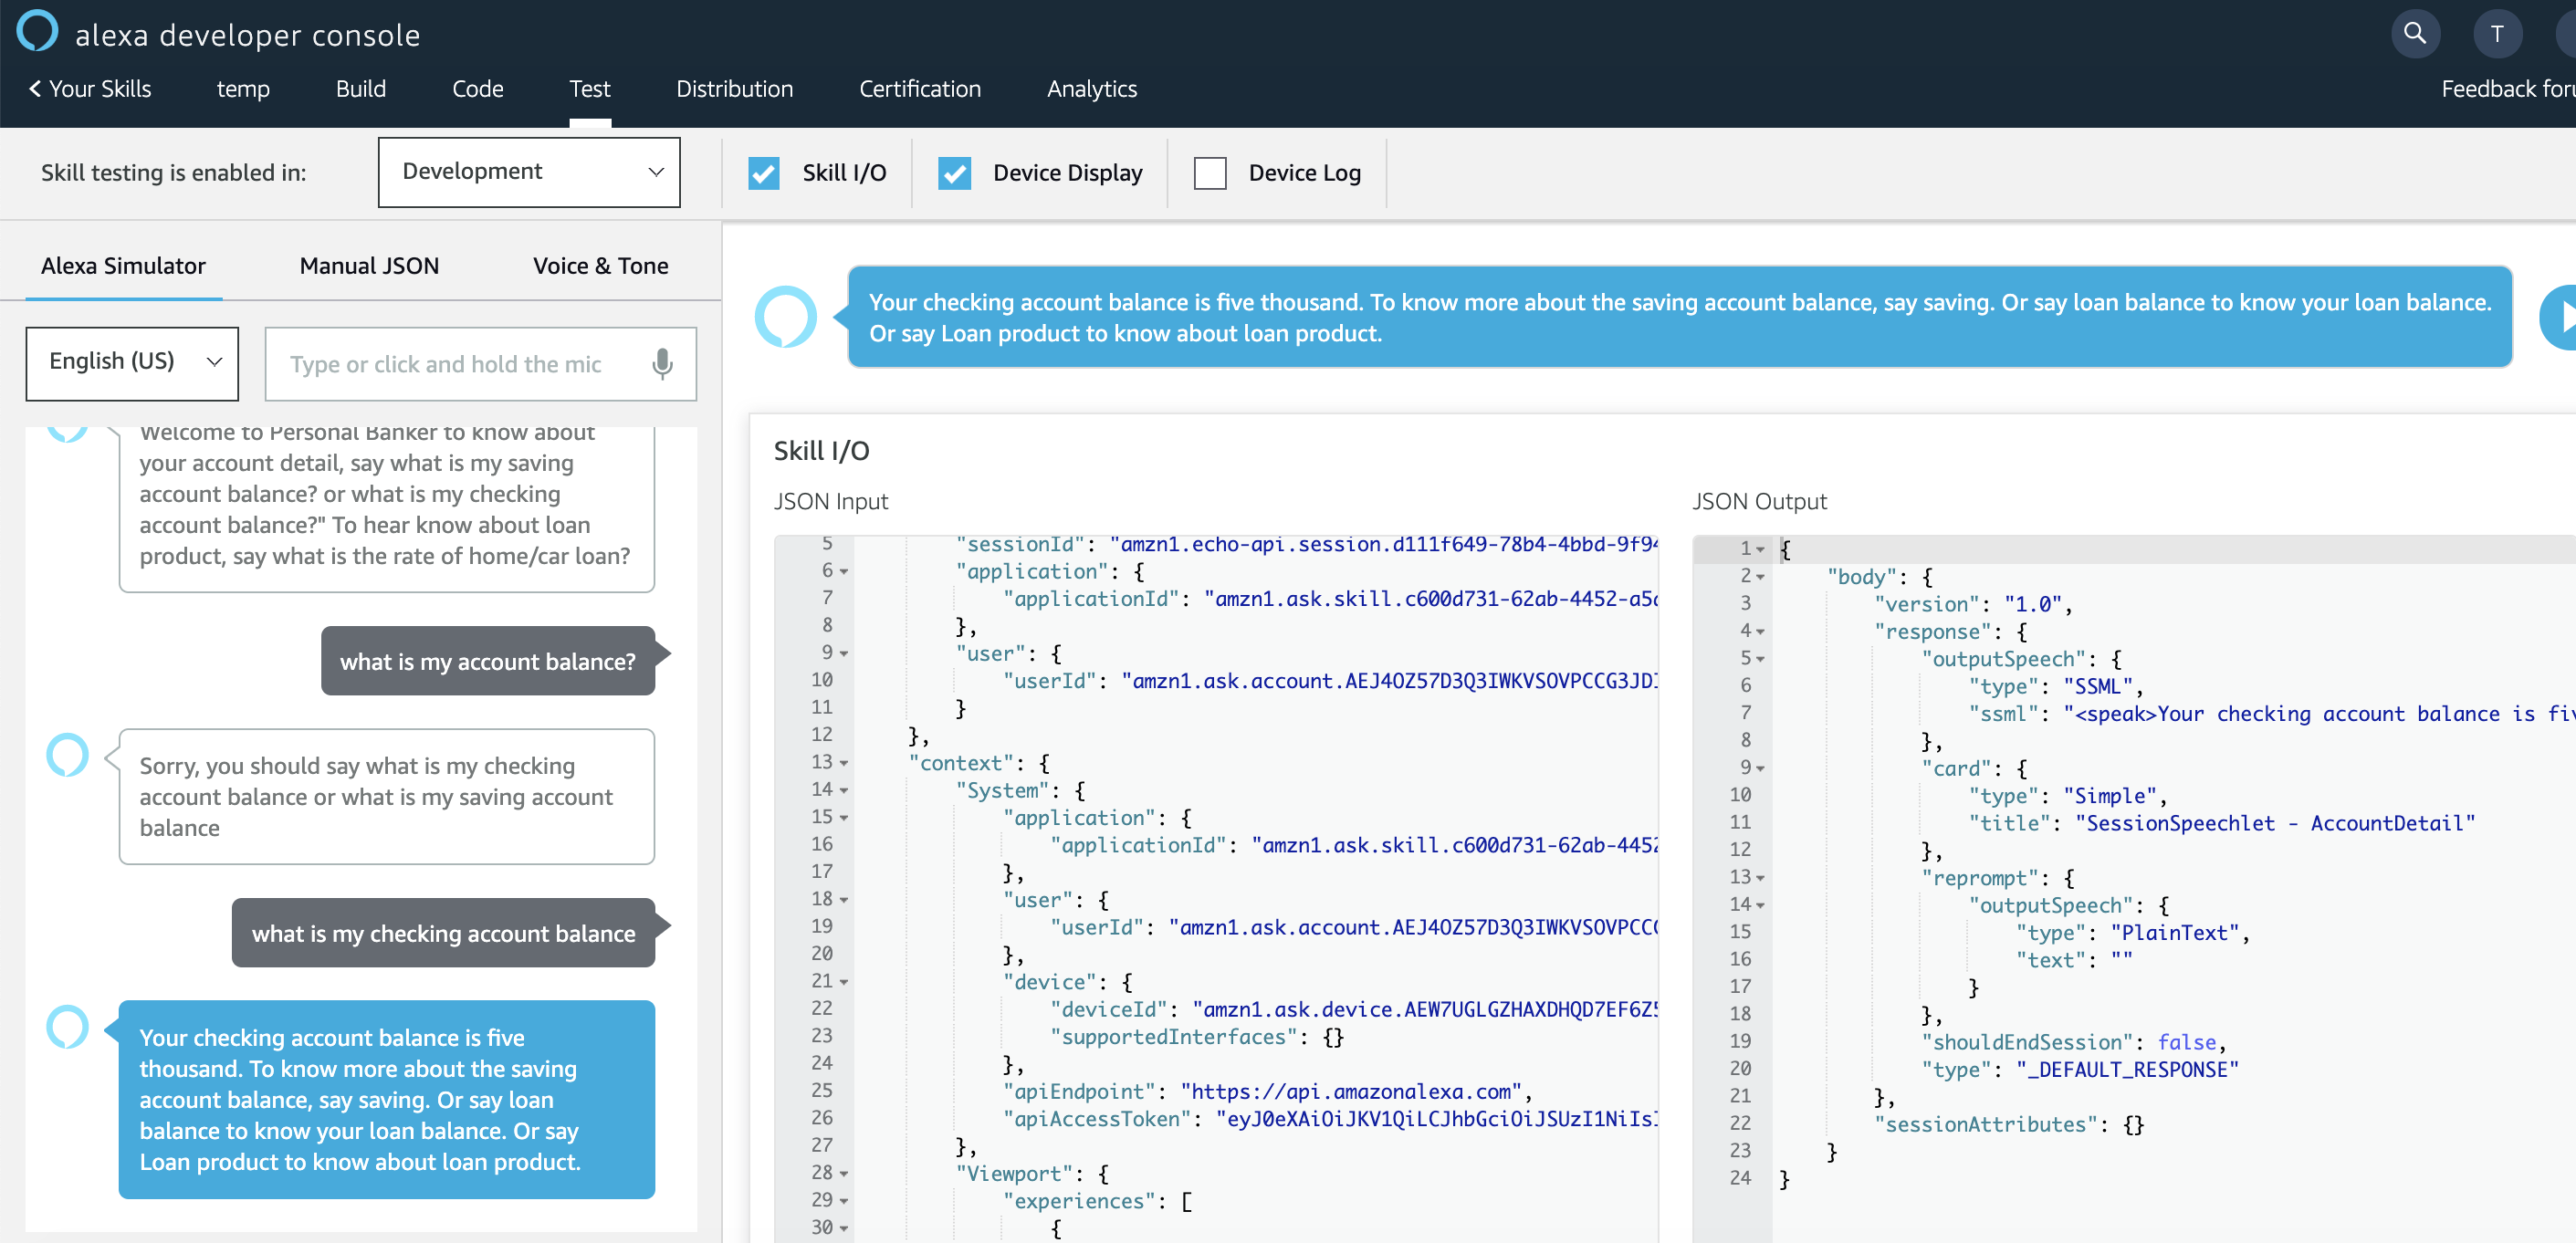 alexa developer console
T
Your Skills
temp
Build
Code
Test
Distribution
Certification
Analytics
Feedback
Skill testing is enabled in:
Development
Skill I/O
Device Display
Device Log
Alexa Simulator
Manual JSON
Voice & Tone
English (US)
Type or click and hold the mic
Welcome to Personal Banker to know about
your account detail, say what is my saving
account balance? or what is my checking
account balance?" To hear know about loan
product, say what is the rate of home/car loan?
what is my account balance?
Sorry, you should say what is my checking
account balance or what is my saving account
balance
what is my checking account balance
Your checking account balance is five
thousand. To know more about the saving
account balance, say saving. Or say loan
balance to know your loan balance. Or say
Loan product to know about loan product.
Your checking account balance is five thousand. To know more about the saving account balance, say saving. Or say loan balance to know your loan balance.
Or say Loan product to know about loan product.
Skill I/O
JSON Input
5 "sessionId": "amzn1.echo-api.session.d111f649-78b4-4bbd-9f94
6 "application": {
7 "applicationId": "amzn1.ask.skill.c600d731-62ab-4452-a5
8 },
9 "user": {
10 "userId": "amzn1.ask.account.AEJ4OZ57D3Q3IWKVSOVPCCG3JD
11 }
12 },
13 "context": {
14 "System": {
15 "application": {
16 "applicationId": "amzn1.ask.skill.c600d731-62ab-4452
17 },
18 "user": {
19 "userId": "amzn1.ask.account.AEJ4OZ57D3Q3IWKVSOVPCC
20 },
21 "device": {
22 "deviceId": "amzn1.ask.device.AEW7UGLGZHAXDHQD7EF6Z5
23 "supportedInterfaces": {}
24 },
25 "apiEndpoint": "https://api.amazonalexa.com",
26 "apiAccessToken": "eyJ0eXAiOiJKV1QiLCJhbGciOiJSUzI1NiIs
27 },
28 "Viewport": {
29 "experiences": [
30 {
JSON Output
1 {
2 "body": {
3 "version": "1.0",
4 "response": {
5 "outputSpeech": {
6 "type": "SSML",
7 "ssml": "<speak>Your checking account balance is
8 },
9 "card": {
10 "type": "Simple",
11 "title": "SessionSpeechlet - AccountDetail"
12 },
13 "reprompt": {
14 "outputSpeech": {
15 "type": "PlainText",
16 "text": ""
17 }
18 },
19 "shouldEndSession": false,
20 "type": "_DEFAULT_RESPONSE"
21 },
22 "sessionAttributes": {}
23 }
24 }